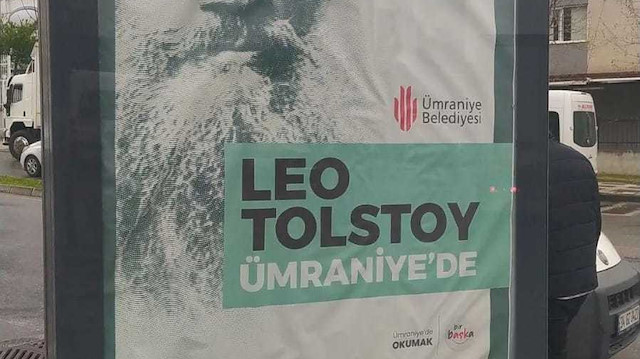 Ümraniye
Belediyesi
LEO
TOLSTOY
ÜMRANİYE'DE
Ümraniye'de
OKUMAK
bir
başka